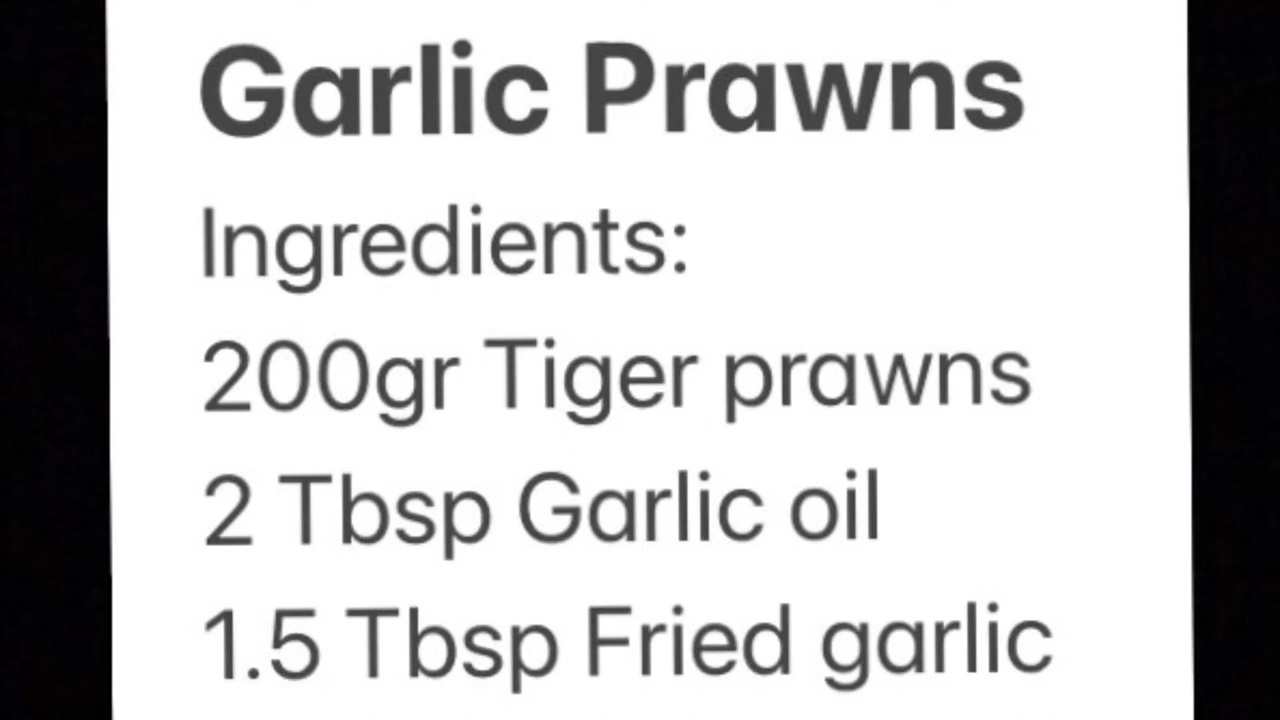 Garlic Prawns
Ingredients:
200gr Tiger prawns
2 Tbsp Garlic oil
1.5 Tbsp Fried garlic